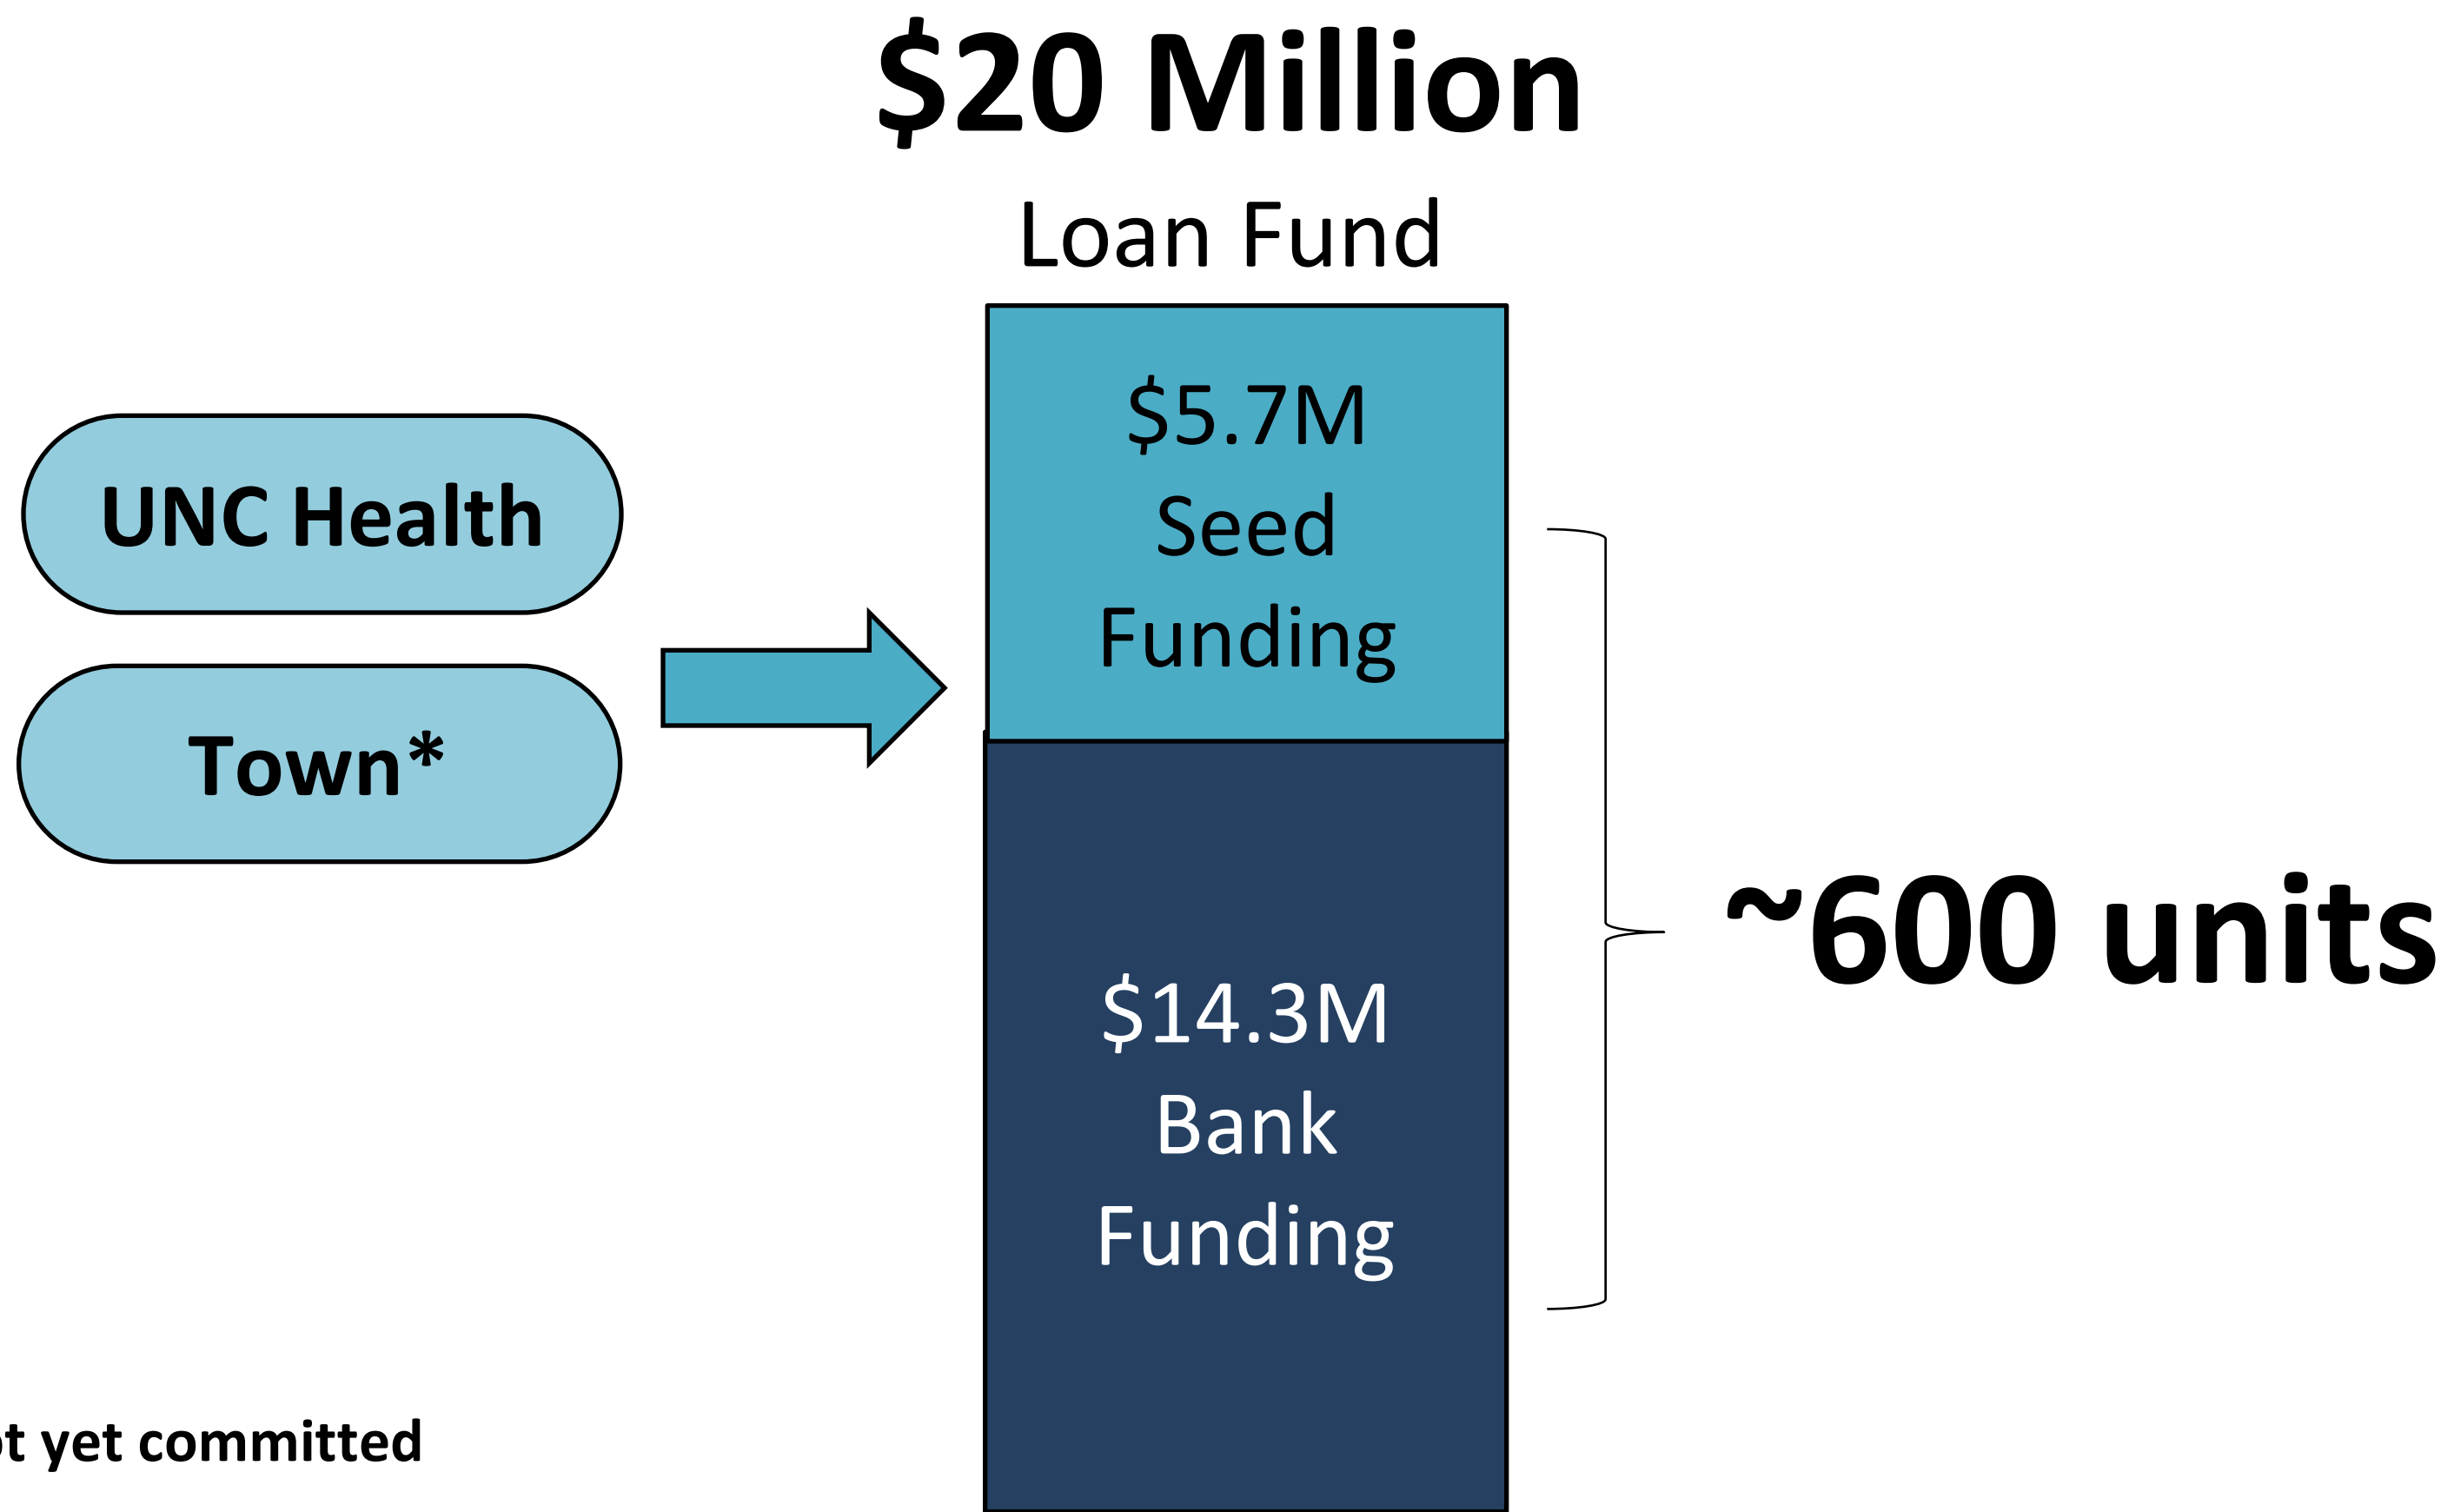 $20 Million
Loan Fund
UNC Health
Town*
$5.7M
Seed
Funding
$14.3M
Bank
Funding
~600 units
yet committed